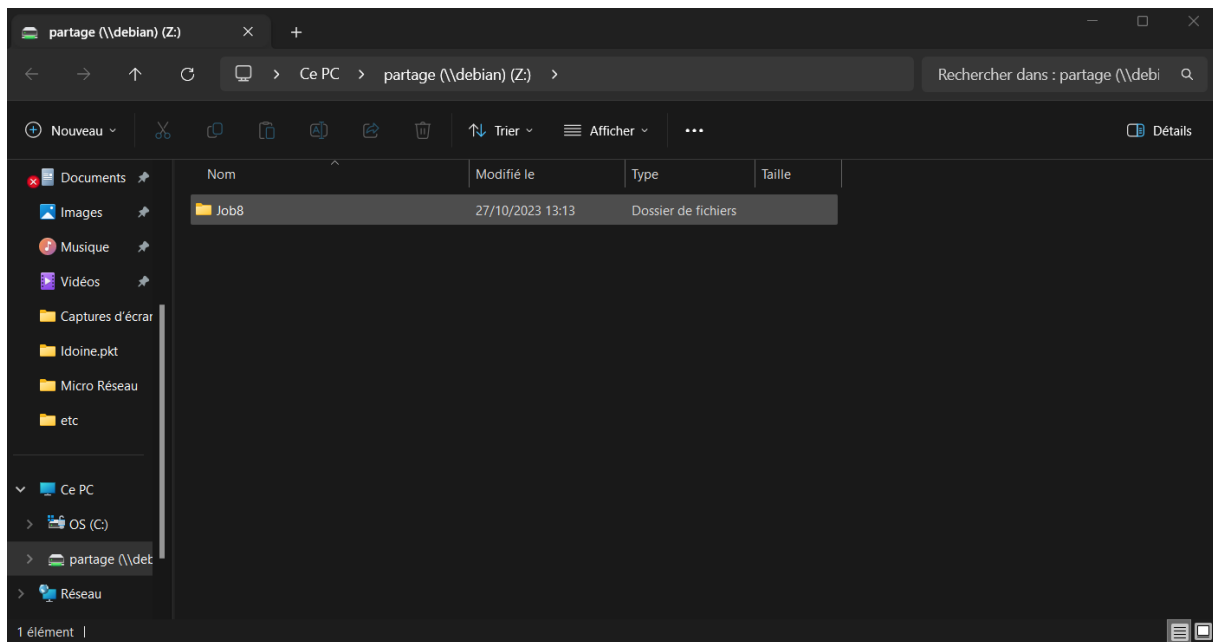 partage (\\debian) (Z:)
Ce PC > partage (\\debian) (Z:) >
Rechercher dans : partage (\\debi
Nouveau
Trier
Afficher
Détails
Nom Modifié le Type Taille
Job8 27/10/2023 13:13 Dossier de fichiers
Documents
Images
Musique
Vidéos
Captures d'écrar
Idoine.pkt
Micro Réseau
etc
Ce PC
OS (C:)
partage (\\deb
Réseau
1 élément